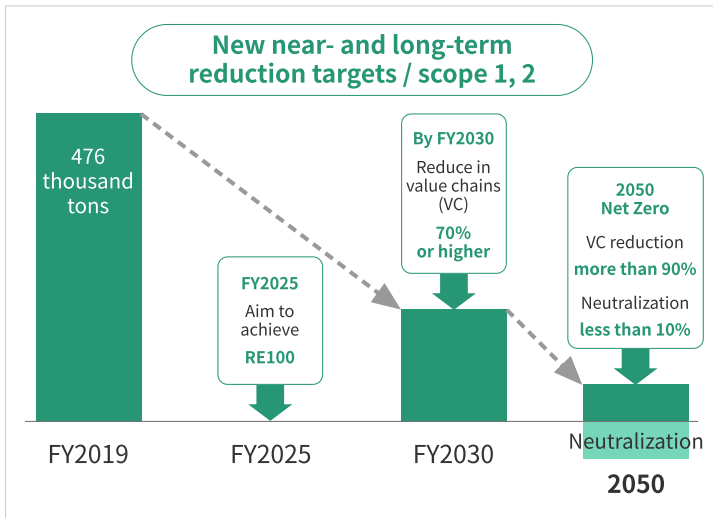 New near- and long-term
reduction targets / scope 1, 2
476
thousand
tons
FY2025
Aim to
achieve
RE100
By FY2030
Reduce in
value chains
(VC)
70%
or higher
2050
Net Zero
VC reduction
more than 90%
Neutralization
less than 10%
Neutralization
FY2019
FY2025
FY2030
2050